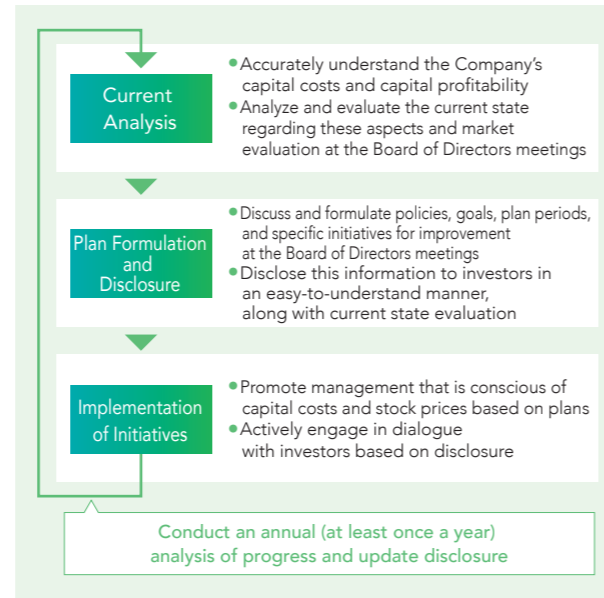 Current
Analysis
•Accurately understand the Company’s
capital costs and capital profitability
•Analyze and evaluate the current state
regarding these aspects and market
evaluation at the Board of Directors meetings
Plan Formulation
and
Disclosure
•Discuss and formulate policies, goals, plan periods,
and specific initiatives for improvement
at the Board of Directors meetings
•Disclose this information to investors in
an easy-to-understand manner,
along with current state evaluation
Implementation
of Initiatives
•Promote management that is conscious of
capital costs and stock prices based on plans
•Actively engage in dialogue
with investors based on disclosure
Conduct an annual (at least once a year)
analysis of progress and update disclosure